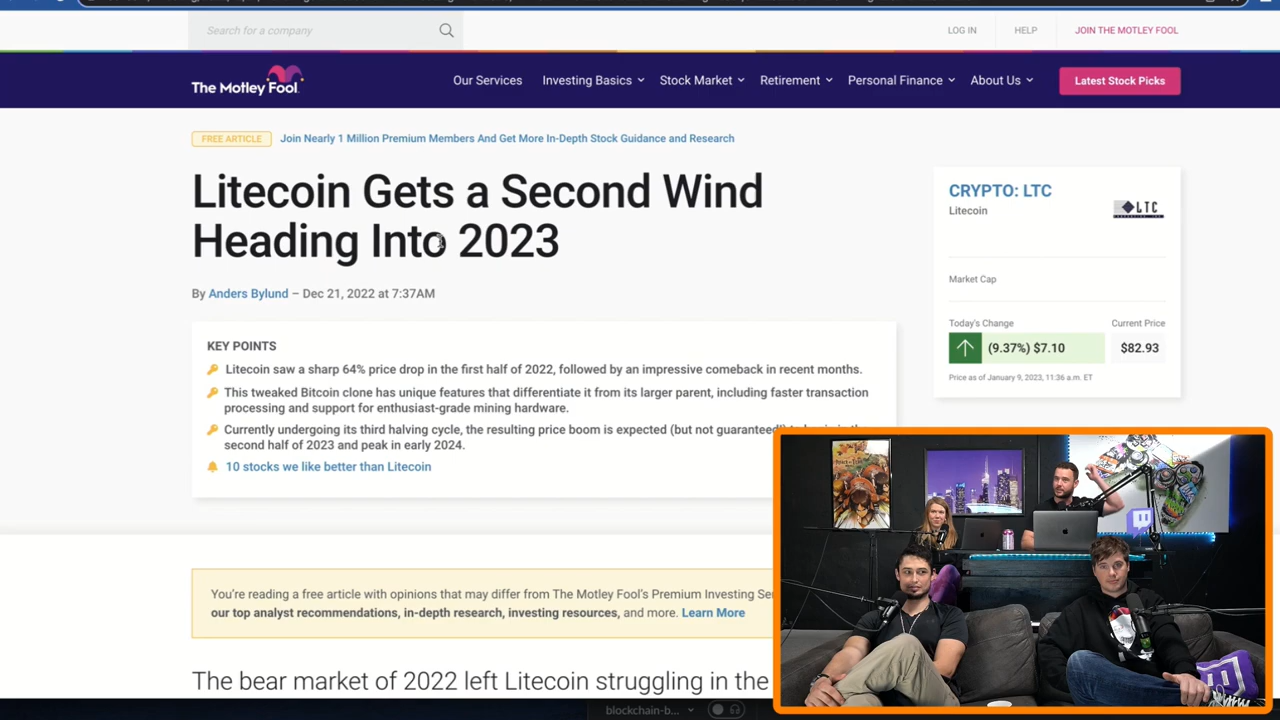 Search for a company
LOG IN
HELP
JOIN THE MOTLEY FOOL
The Motley Fool
Our Services
Investing Basics
Stock Market
Retirement
Personal Finance
About Us
Latest Stock Picks
FREE ARTICLE
Join Nearly 1 Million Premium Members And Get More In-Depth Stock Guidance and Research
Litecoin Gets a Second Wind
Heading Into 2023
By Anders Bylund – Dec 21, 2022 at 7:37AM
KEY POINTS
Litecoin saw a sharp 64% price drop in the first half of 2022, followed by an impressive comeback in recent months.
This tweaked Bitcoin clone has unique features that differentiate it from its larger parent, including faster transaction
processing and support for enthusiast-grade mining hardware.
Currently undergoing its third halving cycle, the resulting price boom is expected (but not guaranteed!)
second half of 2023 and peak in early 2024.
10 stocks we like better than Litecoin
CRYPTO: LTC
Litecoin
LTC
Market Cap
Today's Change
Current Price
(9.37%) $7.10
$82.93
Price as of January 9, 2023, 11:36 a.m. ET
You're reading a free article with opinions that may differ from The Motley Fool's Premium Investing
our top analyst recommendations, in-depth research, investing resources, and more. Learn More
The bear market of 2022 left Litecoin struggling in the
blockchain-b...